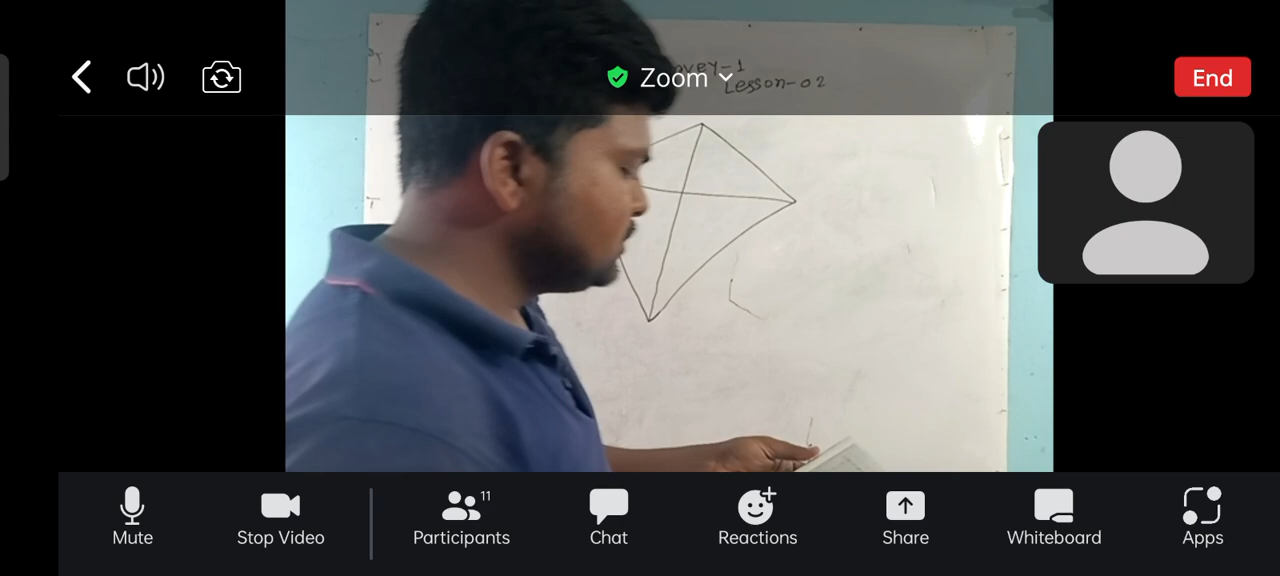 Zoom
End
Lesson-02
Mute
Stop Video
Participants
11
Chat
Reactions
Share
Whiteboard
Apps